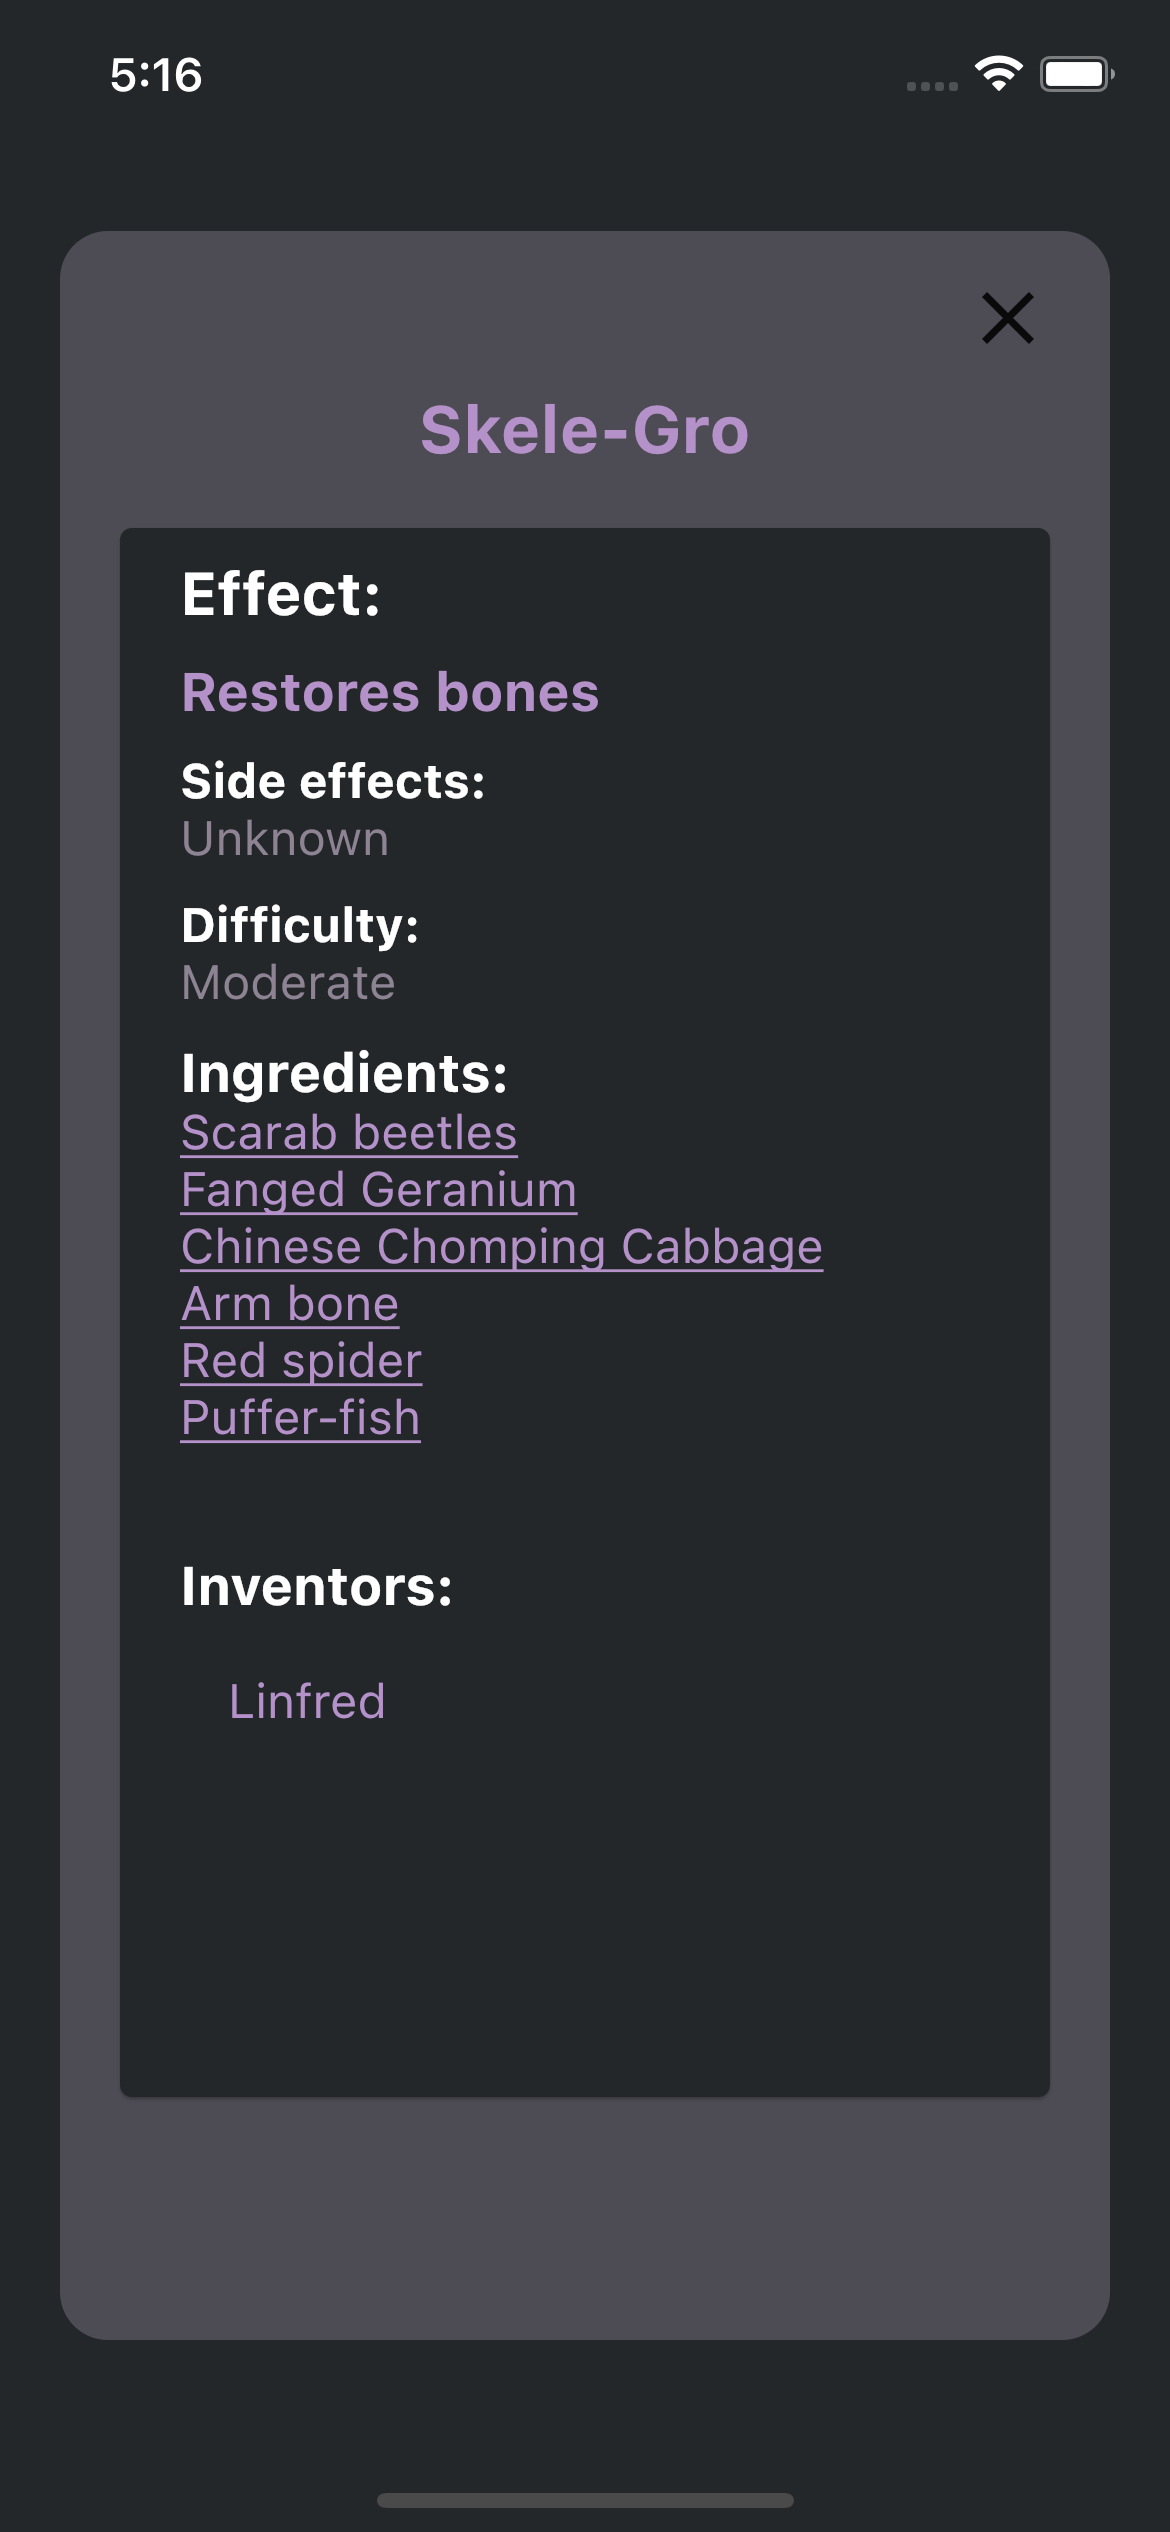 5:16
Skele-Gro
Effect:
Restores bones
Side effects:
Unknown
Difficulty:
Moderate
Ingredients:
Scarab beetles
Fanged Geranium
Chinese Chomping Cabbage
Arm bone
Red spider
Puffer-fish
Inventors:
Linfred